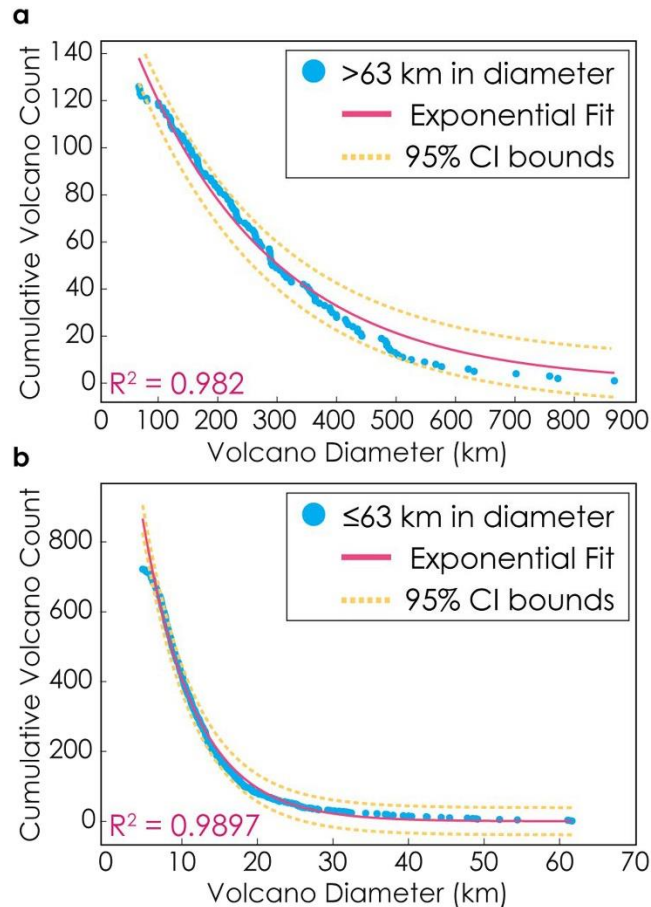 a
140
120
100
80
60
40
20
0
Cumulative Volcano Count
>63 km in diameter
Exponential Fit
95% CI bounds
R² = 0.982
0 100 200 300 400 500 600 700 800 900
Volcano Diameter (km)
b
800
600
400
200
0
Cumulative Volcano Count
≤63 km in diameter
Exponential Fit
95% CI bounds
R² = 0.9897
10 20 30 40 50 60 70
Volcano Diameter (km)